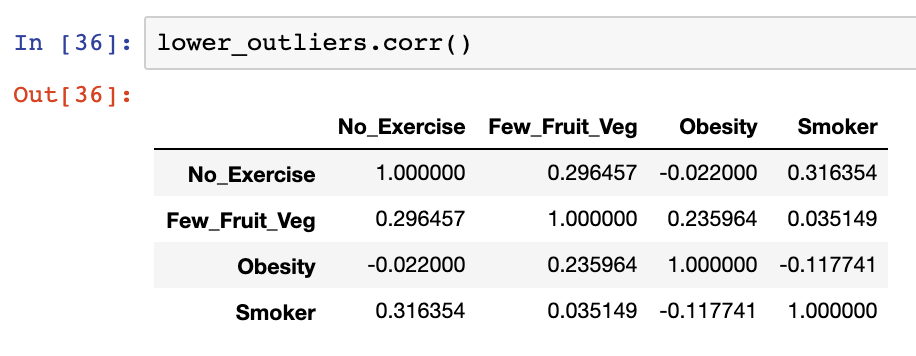 In [36]: lower_outliers.corr()
Out[36]:
No_Exercise Few_Fruit_Veg Obesity Smoker
No_Exercise 1.000000 0.296457 -0.022000 0.316354
Few_Fruit_Veg 0.296457 1.000000 0.235964 0.035149
Obesity -0.022000 0.235964 1.000000 -0.117741
Smoker 0.316354 0.035149 -0.117741 1.000000